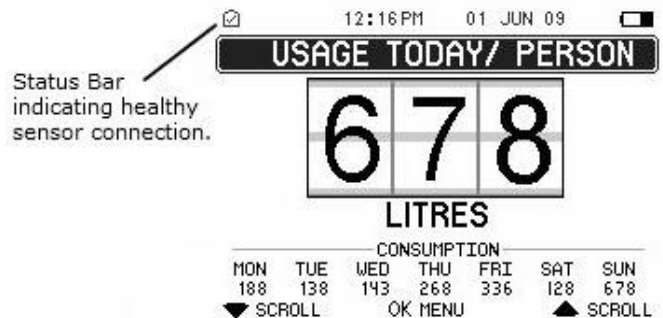 12:16PM 01 JUN 09
USAGE TODAY/ PERSON
Status Bar
indicating healthy
sensor connection.
678
LITRES
CONSUMPTION
MON TUE WED THU FRI SAT SUN
188 138 143 268 336 128 678
SCROLL OK MENU SCROLL